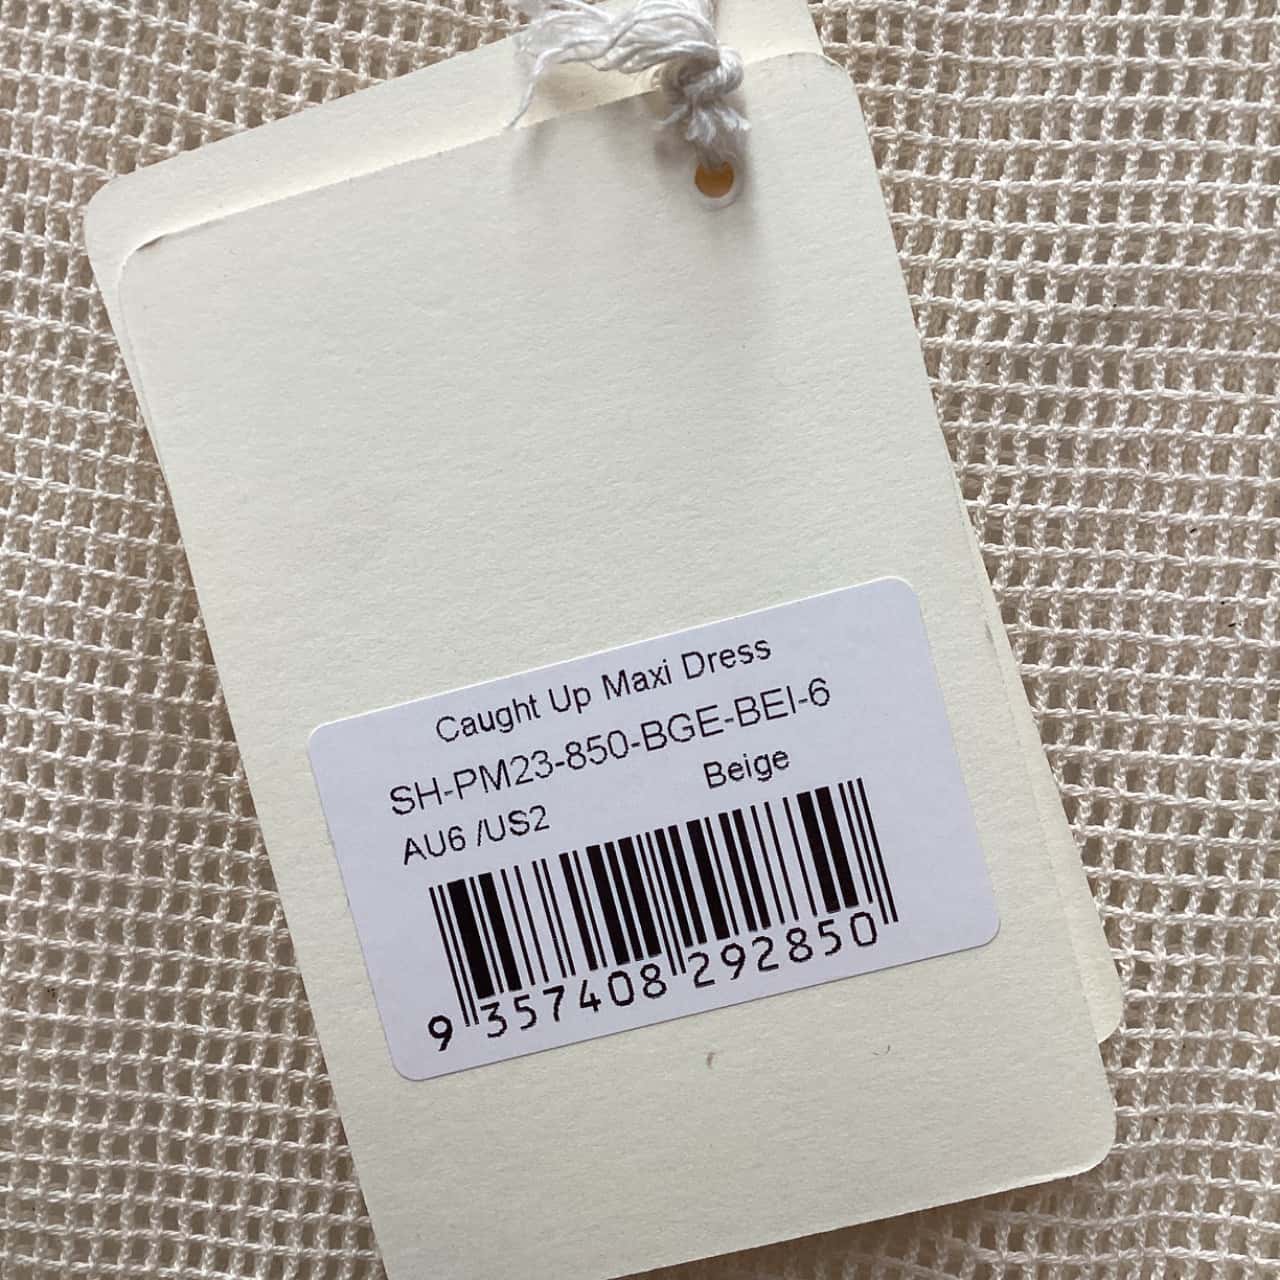 Caught Up Maxi Dress
SH-PM23-850-BGE-BEI-6
AU6 /US2 Beige
9 357408 292850